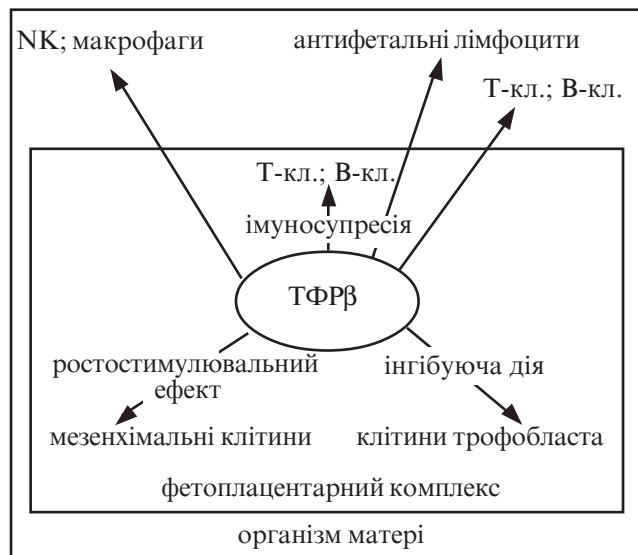 NK; макрофаги
антифетальні лімфоцити
Т-кл.; В-кл.
Т-кл.; В-кл.
імуносупресія
ТФРβ
ростостимулювальний
ефект
інгібуюча дія
мезенхімальні клітини
клітини трофобласта
фетоплацентарний комплекс
організм матері